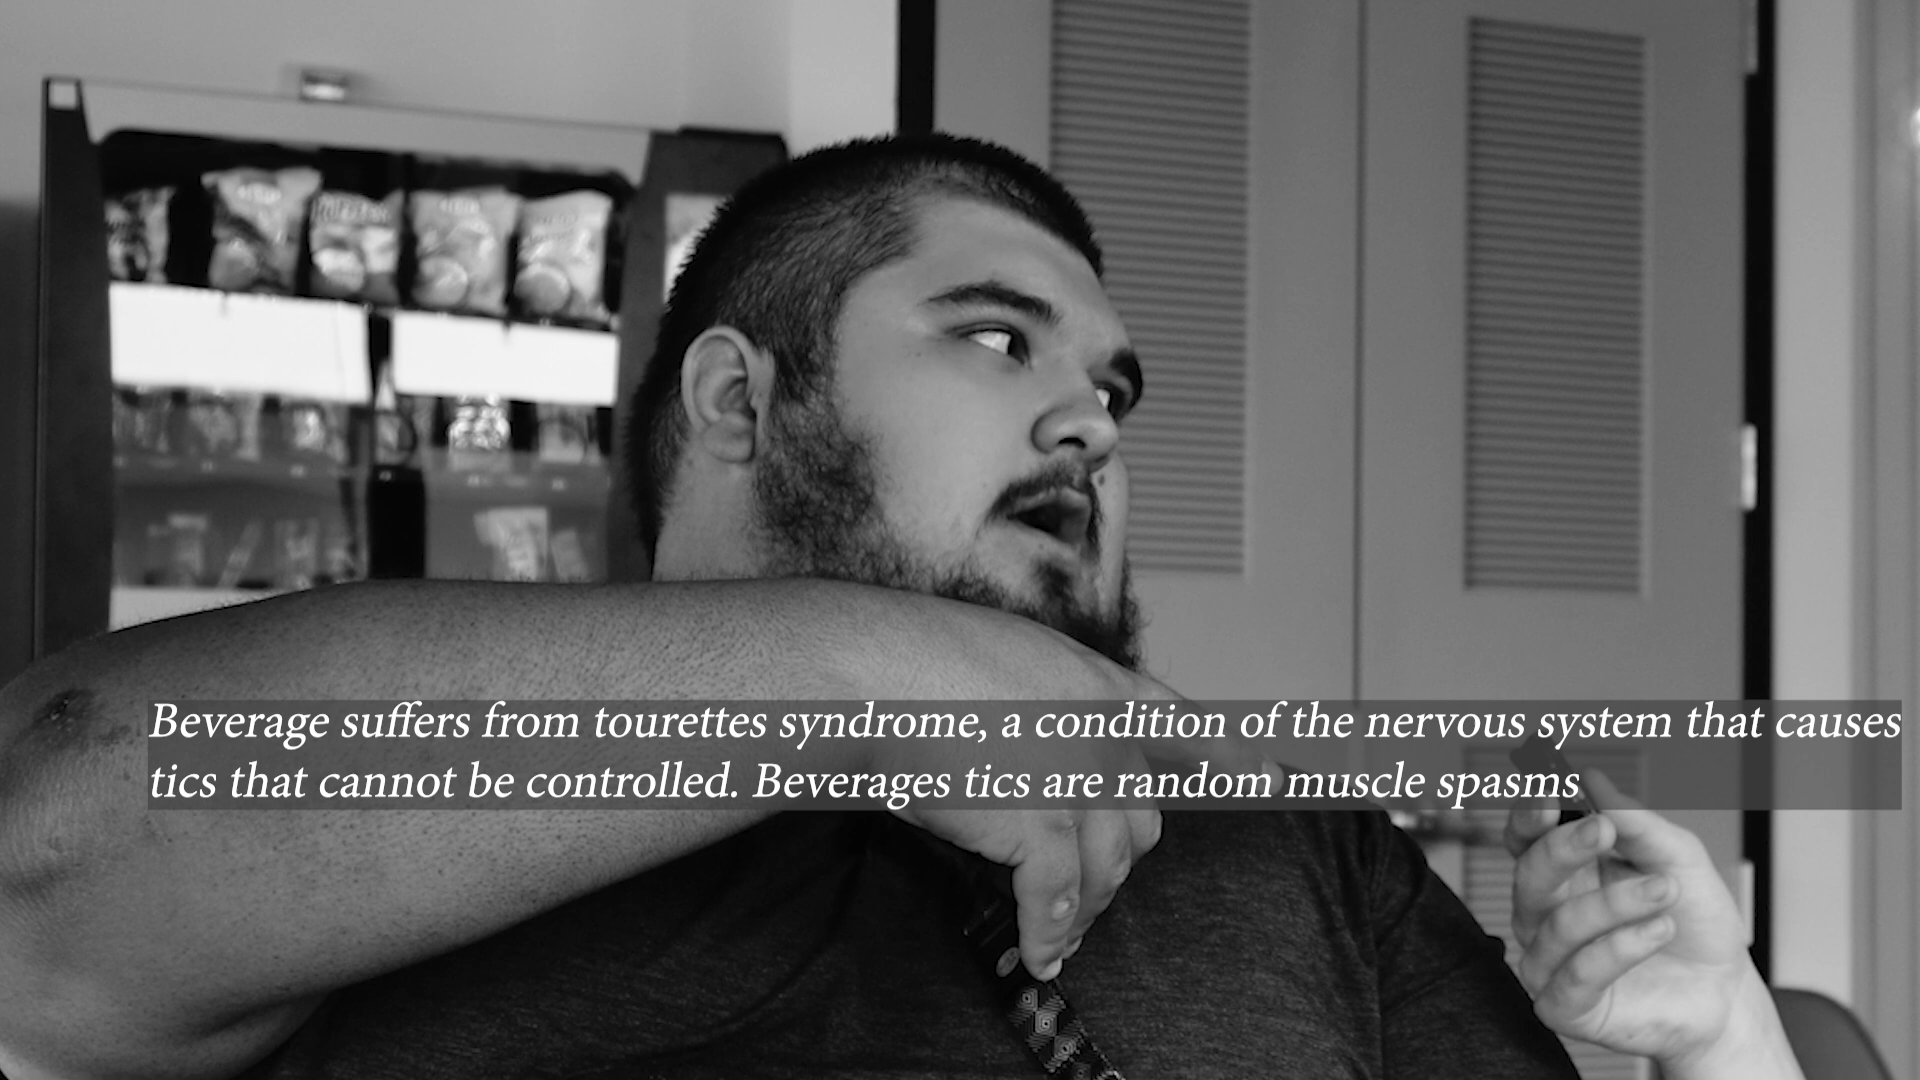 Beverage suffers from tourettes syndrome, a condition of the nervous system that causes
tics that cannot be controlled. Beverages tics are random muscle spasms